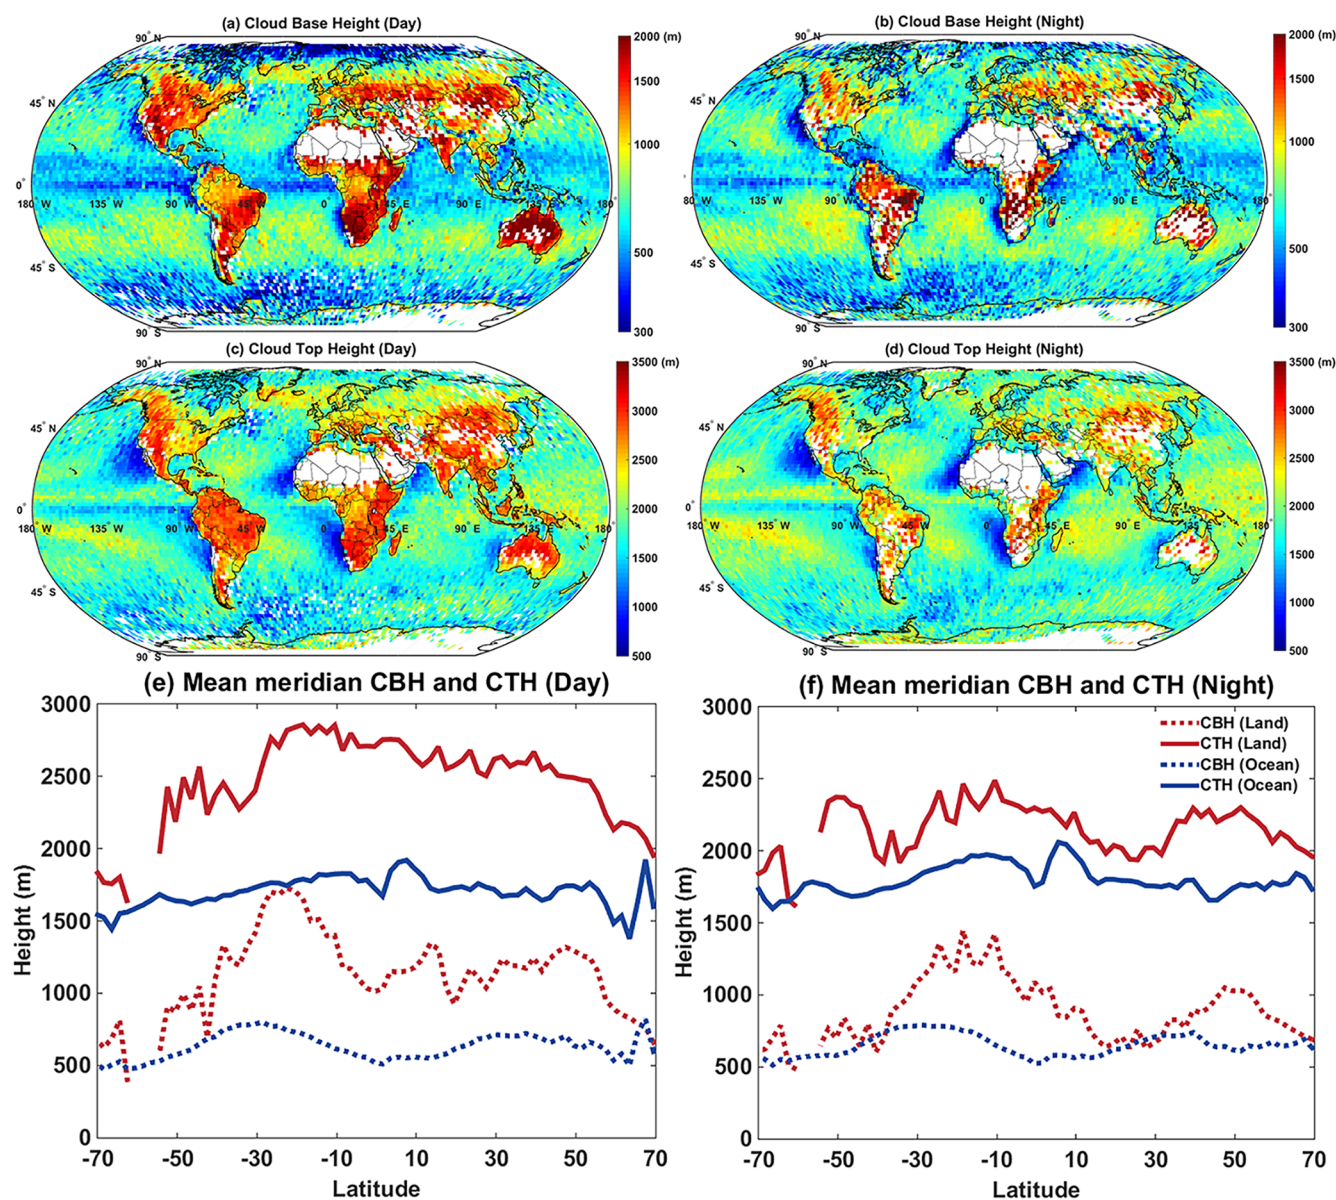 (a) Cloud Base Height (Day)
90° N
45° N
0°
180° W 135° W 90° W 45° W 0° 45° E 90° E 135° E 180°
45° S
90° S
2000 (m)
1500
1000
500
300
(b) Cloud Base Height (Night)
90° N
45° N
0°
80° W 135° W 90° W 45° W 0° 45° E 90° E 135° E 180°
45° S
90° S
2000 (m)
1500
1000
500
300
(c) Cloud Top Height (Day)
90° N
45° N
0°
180° W 135° W 90° W 45° W 0° 45° E 90° E 135° E 180°
45° S
90° S
3500 (m)
3000
2500
2000
1500
1000
500
(d) Cloud Top Height (Night)
90° N
45° N
0°
180° W 135° W 90° W 45° W 0° 45° E 90° E 135° E 180°
45° S
90° S
3500 (m)
3000
2500
2000
1500
1000
500
(e) Mean meridian CBH and CTH (Day)
3000
2500
2000
1500
1000
500
0
Height (m)
-70 -50 -30 -10 10 30 50 70
Latitude
(f) Mean meridian CBH and CTH (Night)
3000
2500
2000
1500
1000
500
0
Height (m)
CBH (Land)
CTH (Land)
CBH (Ocean)
CTH (Ocean)
-70 -50 -30 -10 10 30 50 70
Latitude